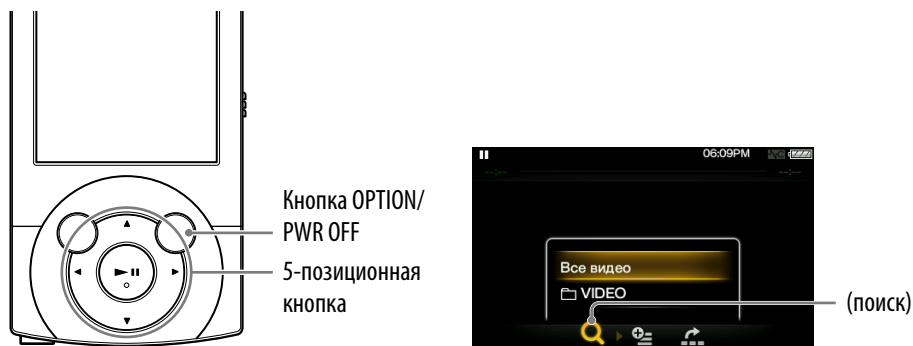 Кнопка OPTION/
PWR OFF
5-позиционная
кнопка
06:09PM
Все видео
VIDEO
(поиск)